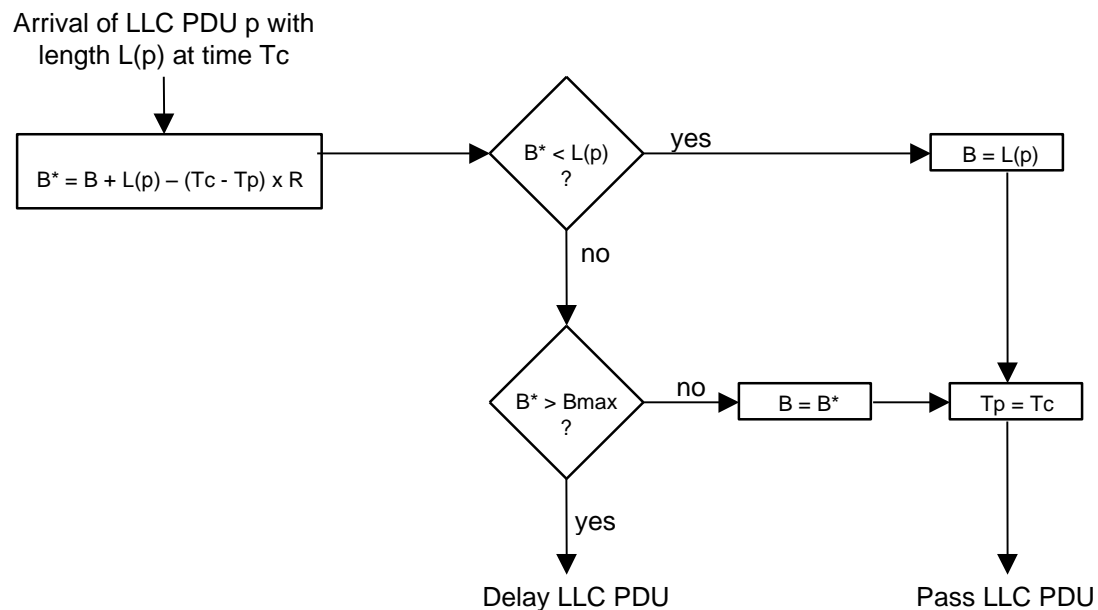 Arrival of LLC PDU p with
length L(p) at time Tc
B* = B + L(p) – (Tc - Tp) x R
B* < L(p)
?
yes
B = L(p)
no
B* > Bmax
?
no
B = B*
Tp = Tc
yes
Delay LLC PDU
Pass LLC PDU